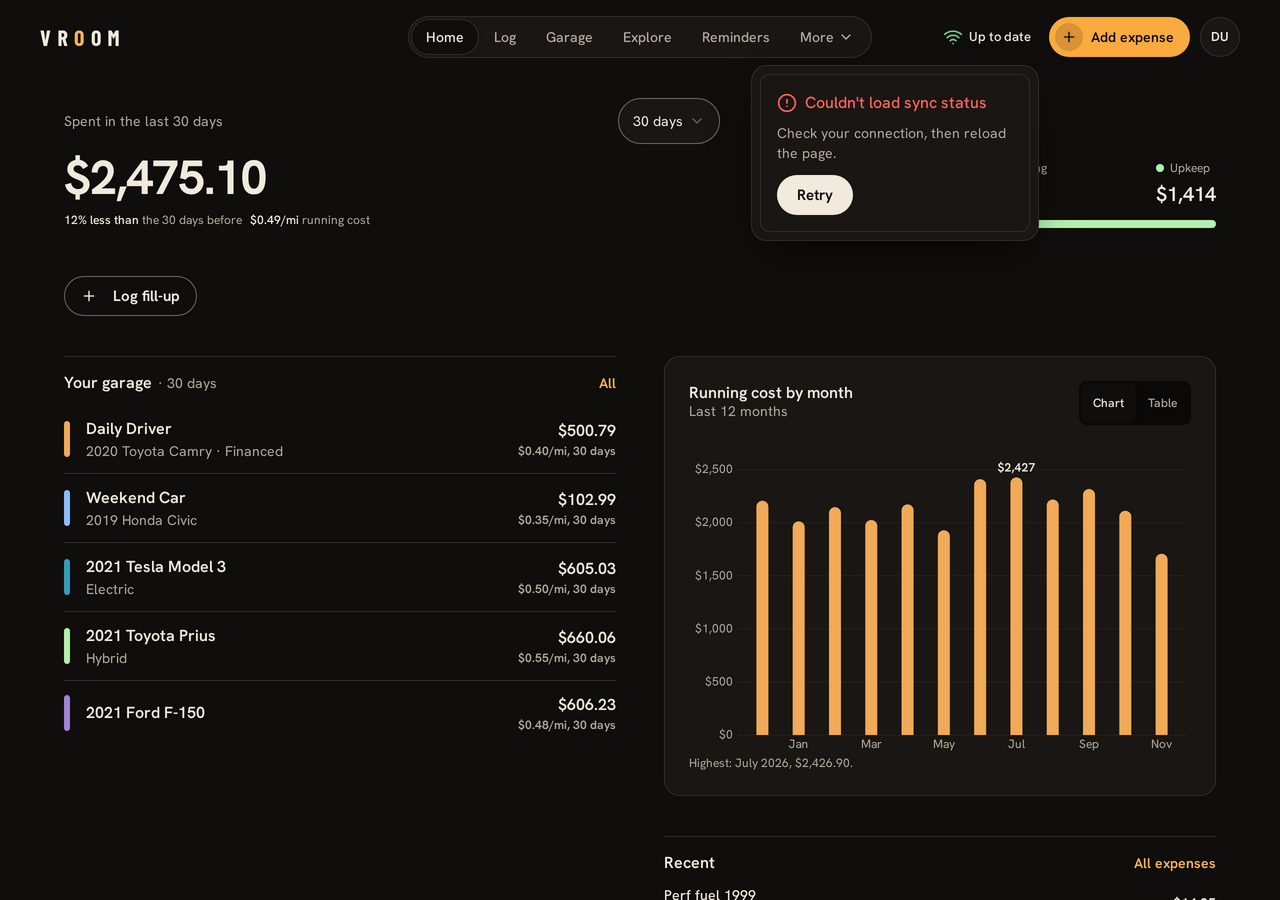 VROOM
Home
Log
Garage
Explore
Reminders
More
Up to date
Add expense
DU
Couldn't load sync status
Check your connection, then reload
the page.
Retry
Spent in the last 30 days
30 days
$2,475.10
12% less than the 30 days before $0.49/mi running cost
Upkeep
$1,414
Log fill-up
Your garage · 30 days
All
Daily Driver
$500.79
2020 Toyota Camry · Financed
$0.40/mi, 30 days
Weekend Car
$102.99
2019 Honda Civic
$0.35/mi, 30 days
2021 Tesla Model 3
$605.03
Electric
$0.50/mi, 30 days
2021 Toyota Prius
$660.06
Hybrid
$0.55/mi, 30 days
2021 Ford F-150
$606.23
$0.48/mi, 30 days
Running cost by month
Last 12 months
Chart
Table
$2,500
$2,427
$2,000
$1,500
$1,000
$500
$0
Jan Mar May Jul Sep Nov
Highest: July 2026, $2,426.90.
Recent
All expenses
Perf fuel 1999